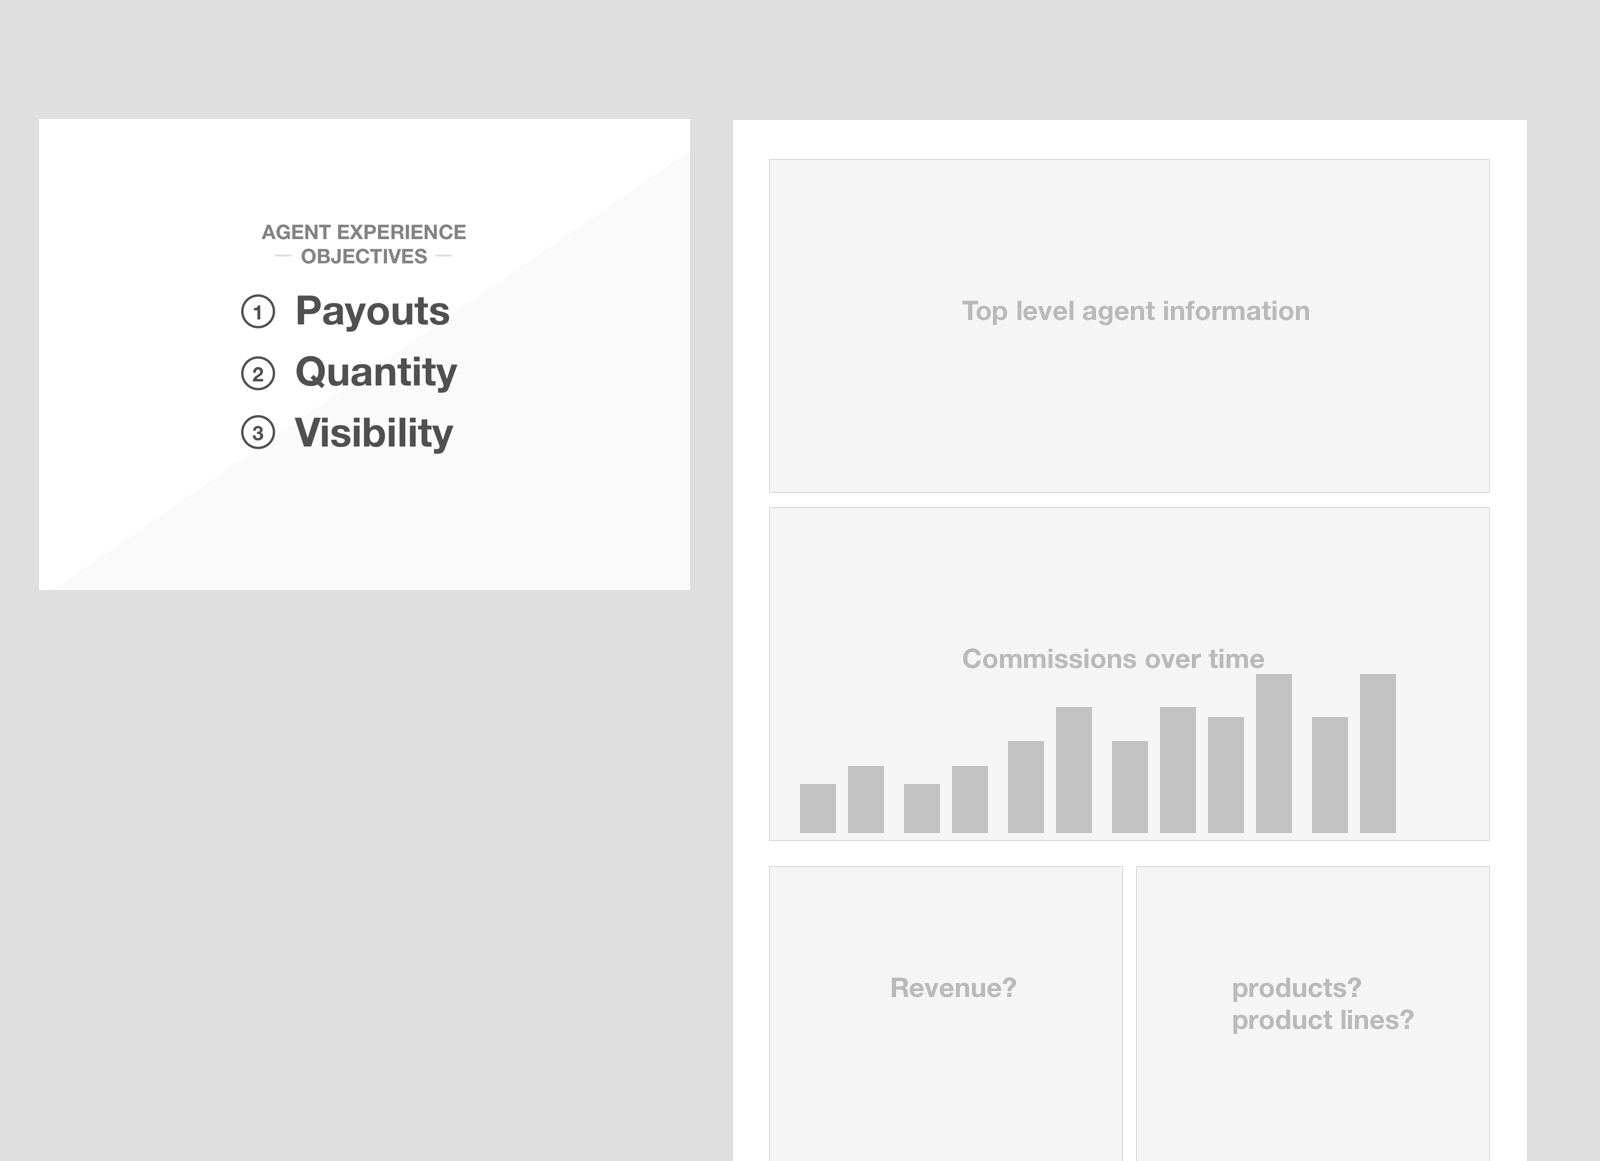 AGENT EXPERIENCE
OBJECTIVES
1 Payouts
2 Quantity
3 Visibility
Top level agent information
Commissions over time
Revenue?
products?
product lines?